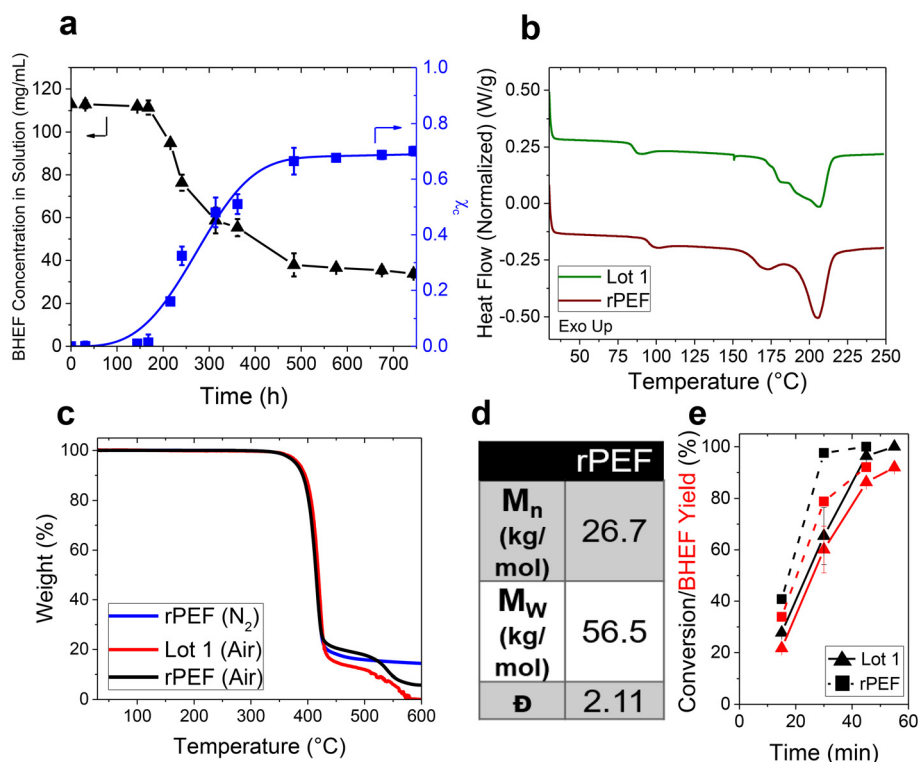 a
BHEF Concentration in Solution (mg/mL)
120
100
80
60
40
20
0
0 100 200 300 400 500 600 700
Time (h)
1.0
0.8
0.6
0.4
0.2
0.0
χc
b
Heat Flow (Normalized) (W/g)
0.50
0.25
0.00
-0.25
-0.50
Lot 1
rPEF
Exo Up
50 75 100 125 150 175 200 225 250
Temperature (°C)
c
Weight (%)
100
80
60
40
20
0
rPEF (N2)
Lot 1 (Air)
rPEF (Air)
100 200 300 400 500 600
Temperature (°C)
d
rPEF
Mn
(kg/
mol)
26.7
MW
(kg/
mol)
56.5
Đ
2.11
e
Conversion/BHEF Yield (%)
100
80
60
40
20
0
Lot 1
rPEF
0 20 40 60
Time (min)